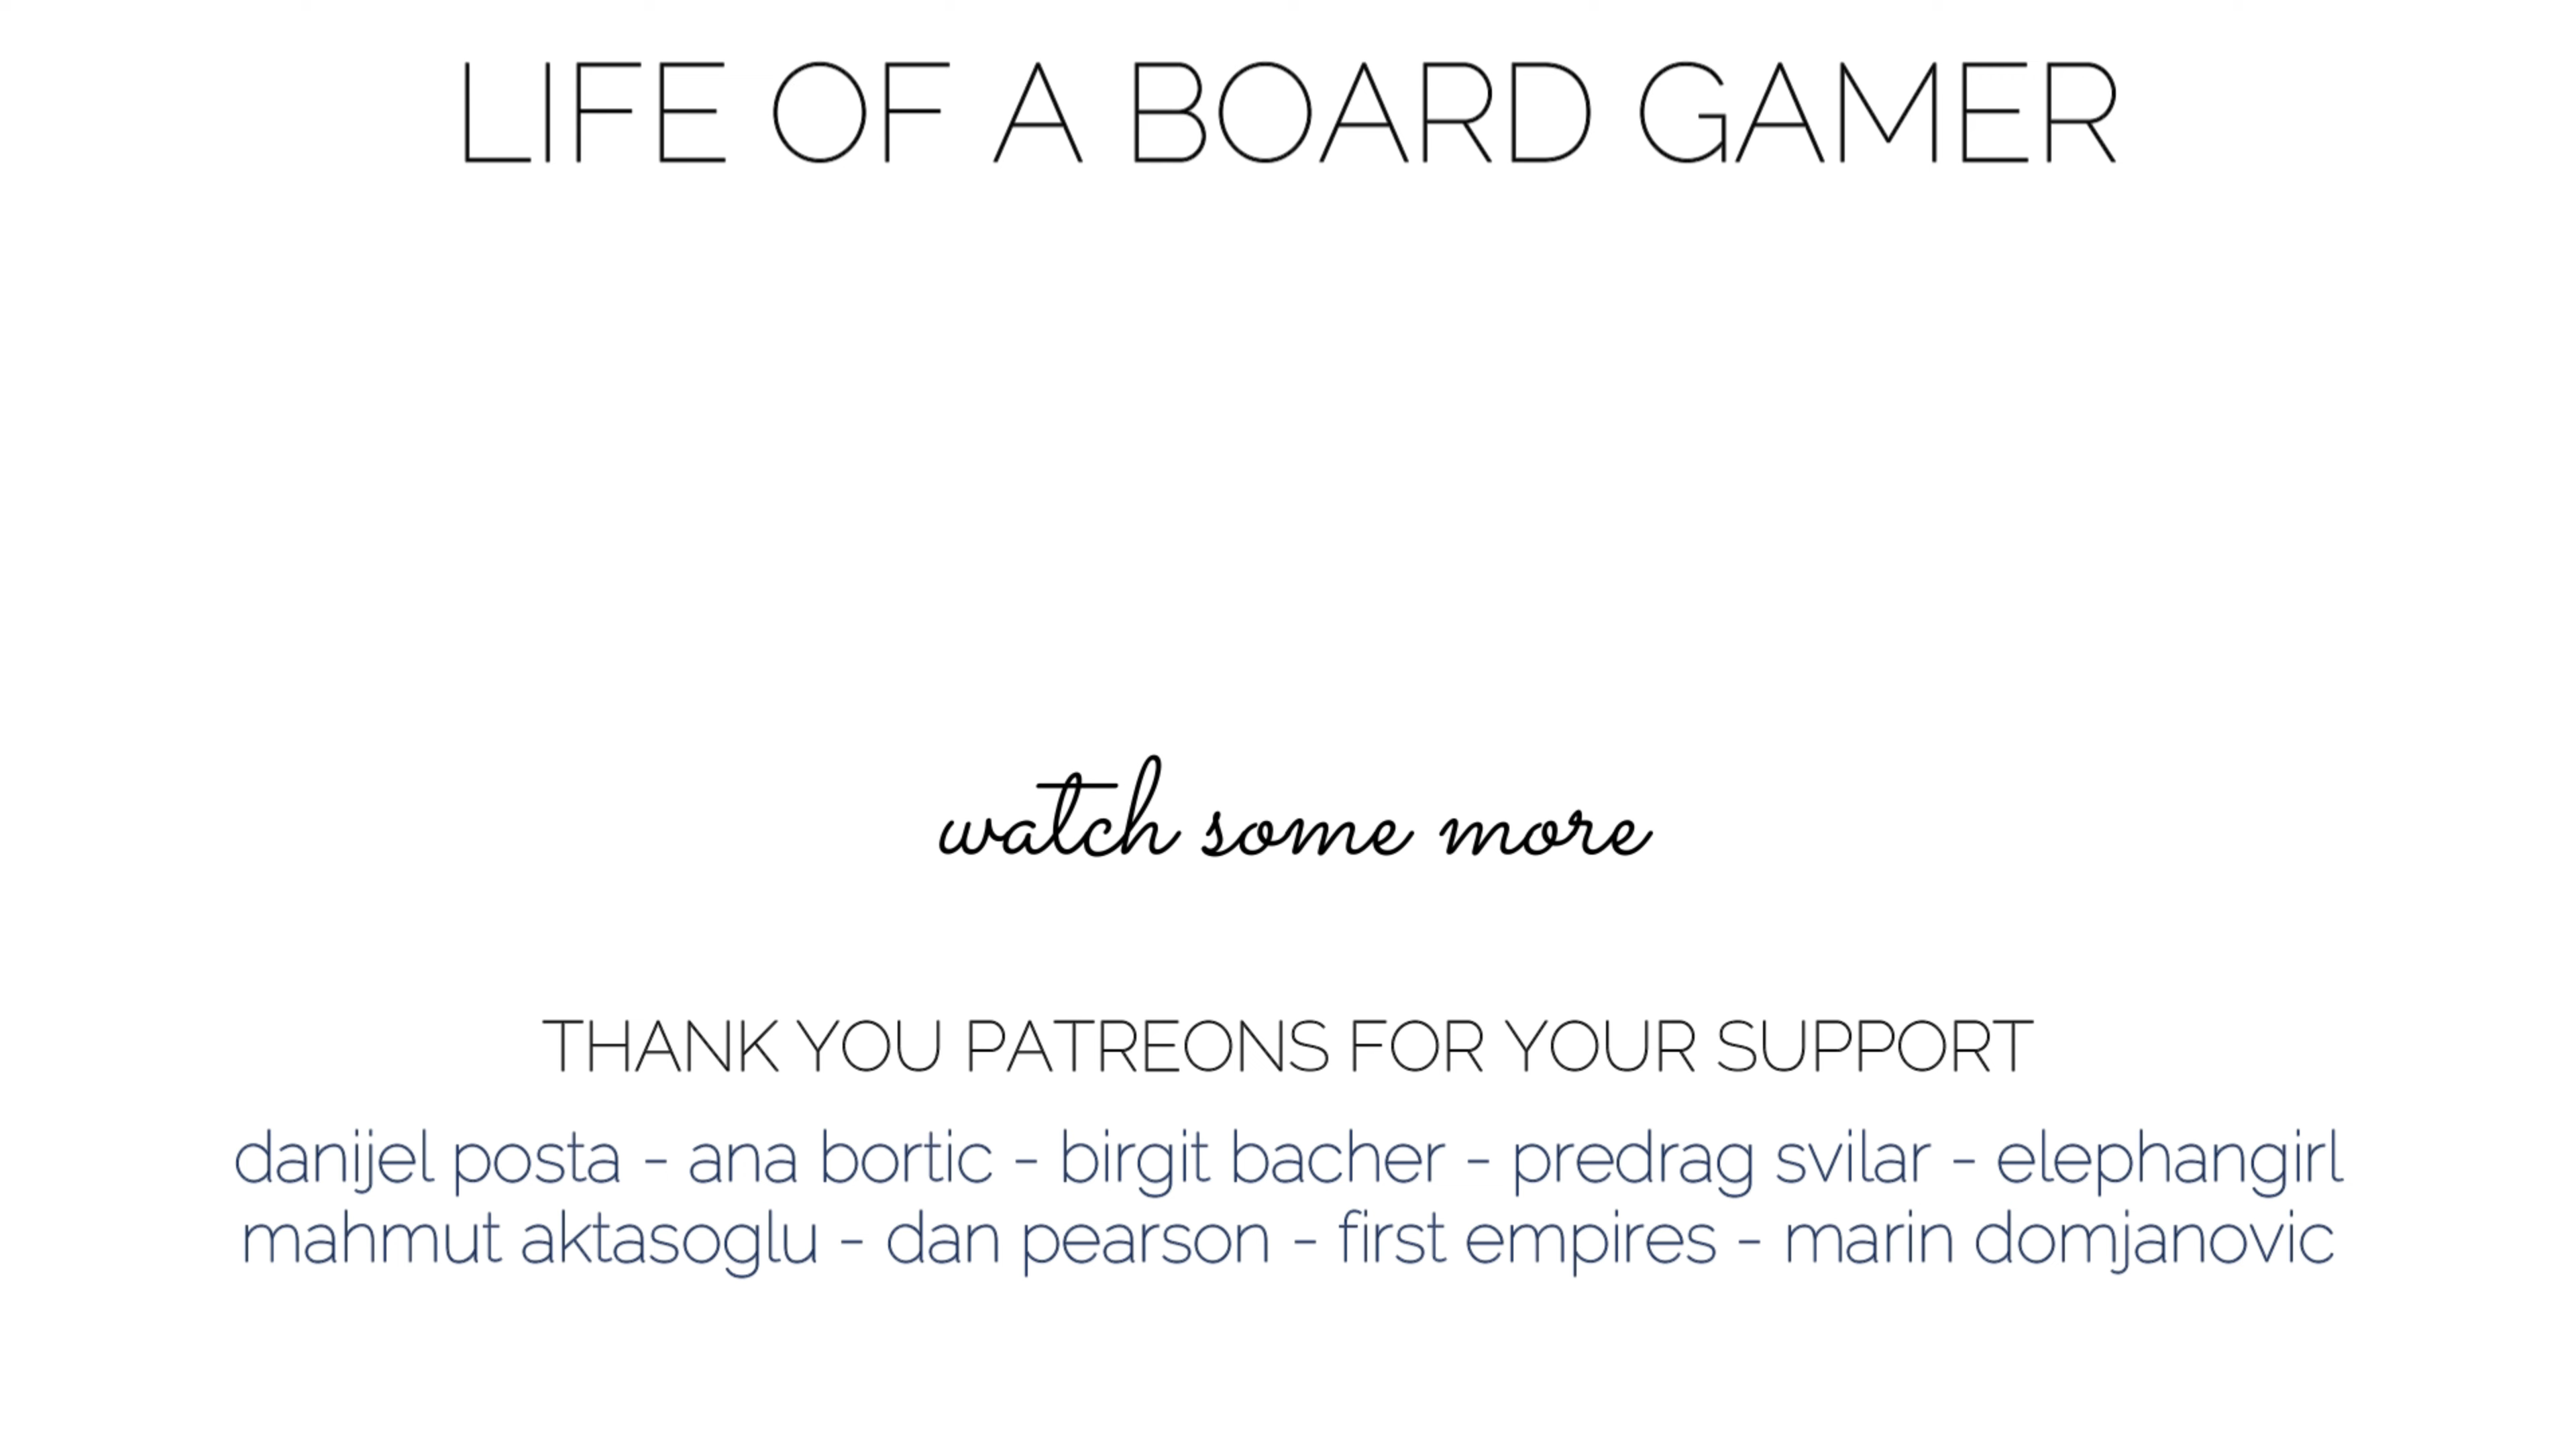 LIFE OF A BOARD GAMER
watch some more
THANK YOU PATREONS FOR YOUR SUPPORT
danijel posta - ana bortic - birgit bacher - predrag svilar - elephangirl
mahmut aktasoglu - dan pearson - first empires - marin domjanovic